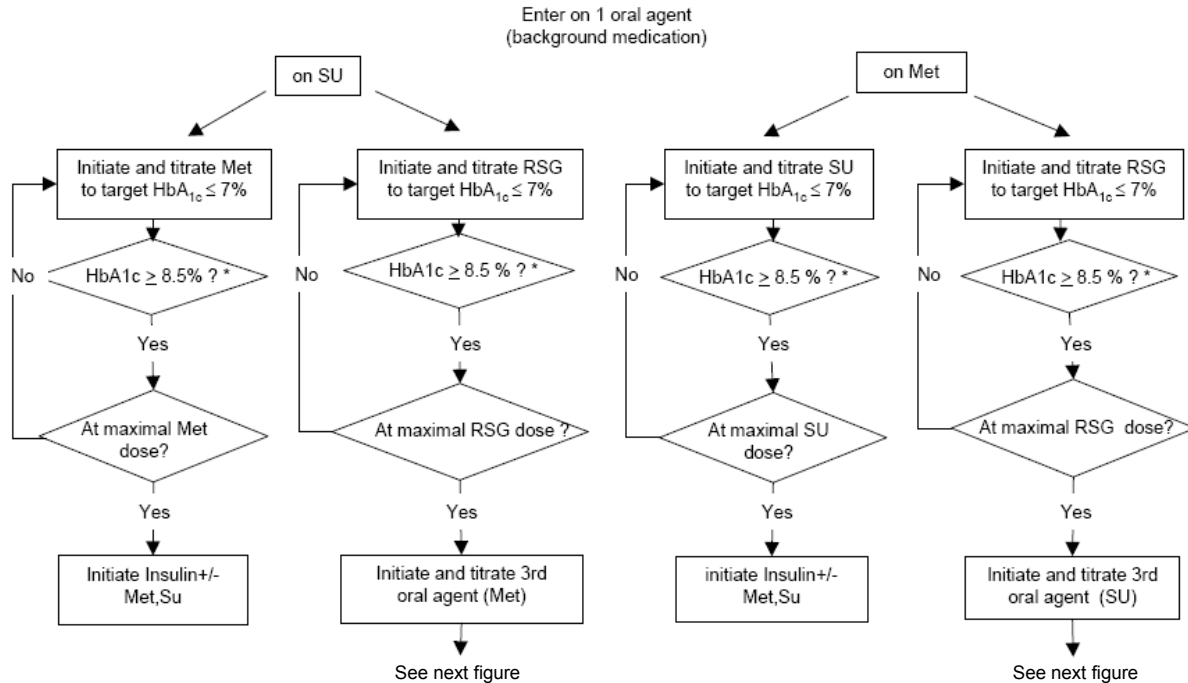 Enter on 1 oral agent
(background medication)
on SU
on Met
Initiate and titrate Met
to target HbA1c ≤ 7%
Initiate and titrate RSG
to target HbA1c ≤ 7%
Initiate and titrate SU
to target HbA1c ≤ 7%
Initiate and titrate RSG
to target HbA1c ≤ 7%
No
HbA1c ≥ 8.5% ? *
No
HbA1c ≥ 8.5 % ? *
No
HbA1c ≥ 8.5 % ? *
No
HbA1c ≥ 8.5 % ? *
Yes
Yes
Yes
Yes
At maximal Met
dose?
At maximal RSG dose ?
At maximal SU
dose?
At maximal RSG dose?
Yes
Yes
Yes
Yes
Initiate Insulin+/-
Met,Su
Initiate and titrate 3rd
oral agent (Met)
initiate Insulin+/-
Met,Su
Initiate and titrate 3rd
oral agent (SU)
See next figure
See next figure